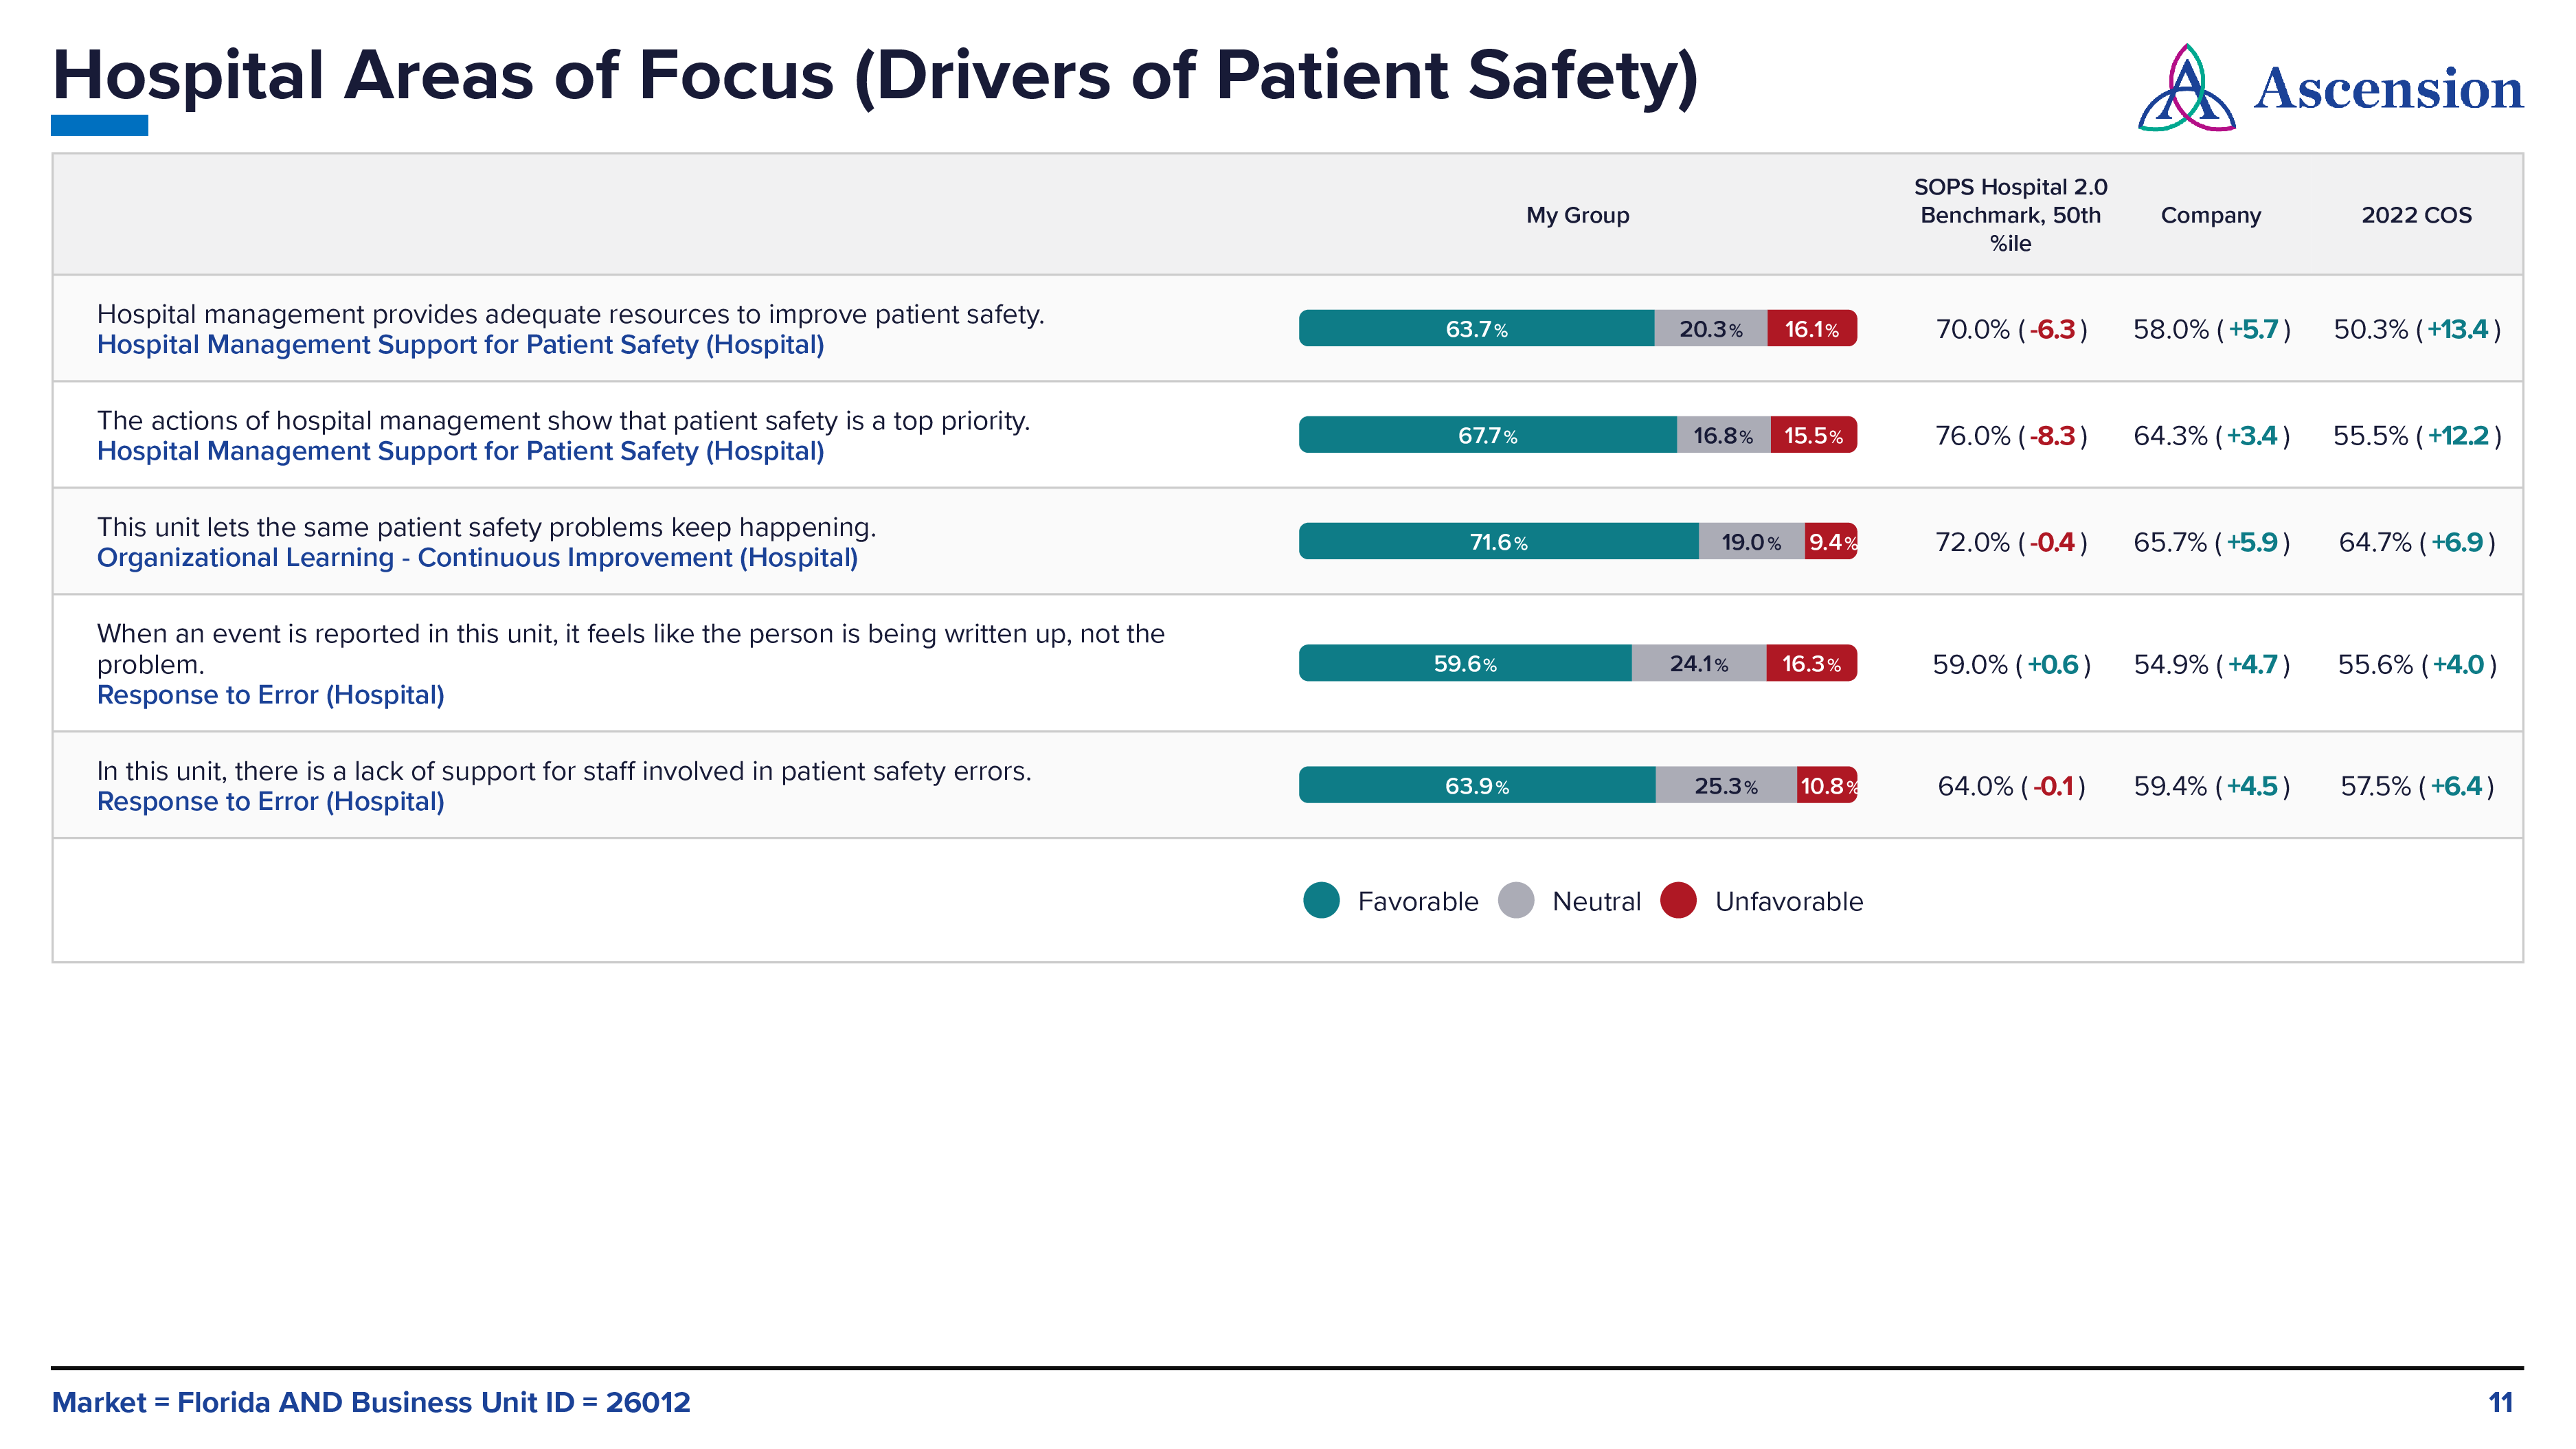 Hospital Areas of Focus (Drivers of Patient Safety)
Ascension
My Group
SOPS Hospital 2.0
Benchmark, 50th
%ile
Company
2022 COS
Hospital management provides adequate resources to improve patient safety.
Hospital Management Support for Patient Safety (Hospital)
63.7% 20.3% 16.1% 70.0% (-6.3) 58.0% (+5.7) 50.3% (+13.4)
The actions of hospital management show that patient safety is a top priority.
Hospital Management Support for Patient Safety (Hospital)
67.7% 16.8% 15.5% 76.0% (-8.3) 64.3% (+3.4) 55.5% (+12.2)
This unit lets the same patient safety problems keep happening.
Organizational Learning - Continuous Improvement (Hospital)
71.6% 19.0% 9.4% 72.0% (-0.4) 65.7% (+5.9) 64.7% (+6.9)
When an event is reported in this unit, it feels like the person is being written up, not the
problem.
Response to Error (Hospital)
59.6% 24.1% 16.3% 59.0% (+0.6) 54.9% (+4.7) 55.6% (+4.0)
In this unit, there is a lack of support for staff involved in patient safety errors.
Response to Error (Hospital)
63.9% 25.3% 10.8% 64.0% (-0.1) 59.4% (+4.5) 57.5% (+6.4)
Favorable Neutral Unfavorable
Market = Florida AND Business Unit ID = 26012
11